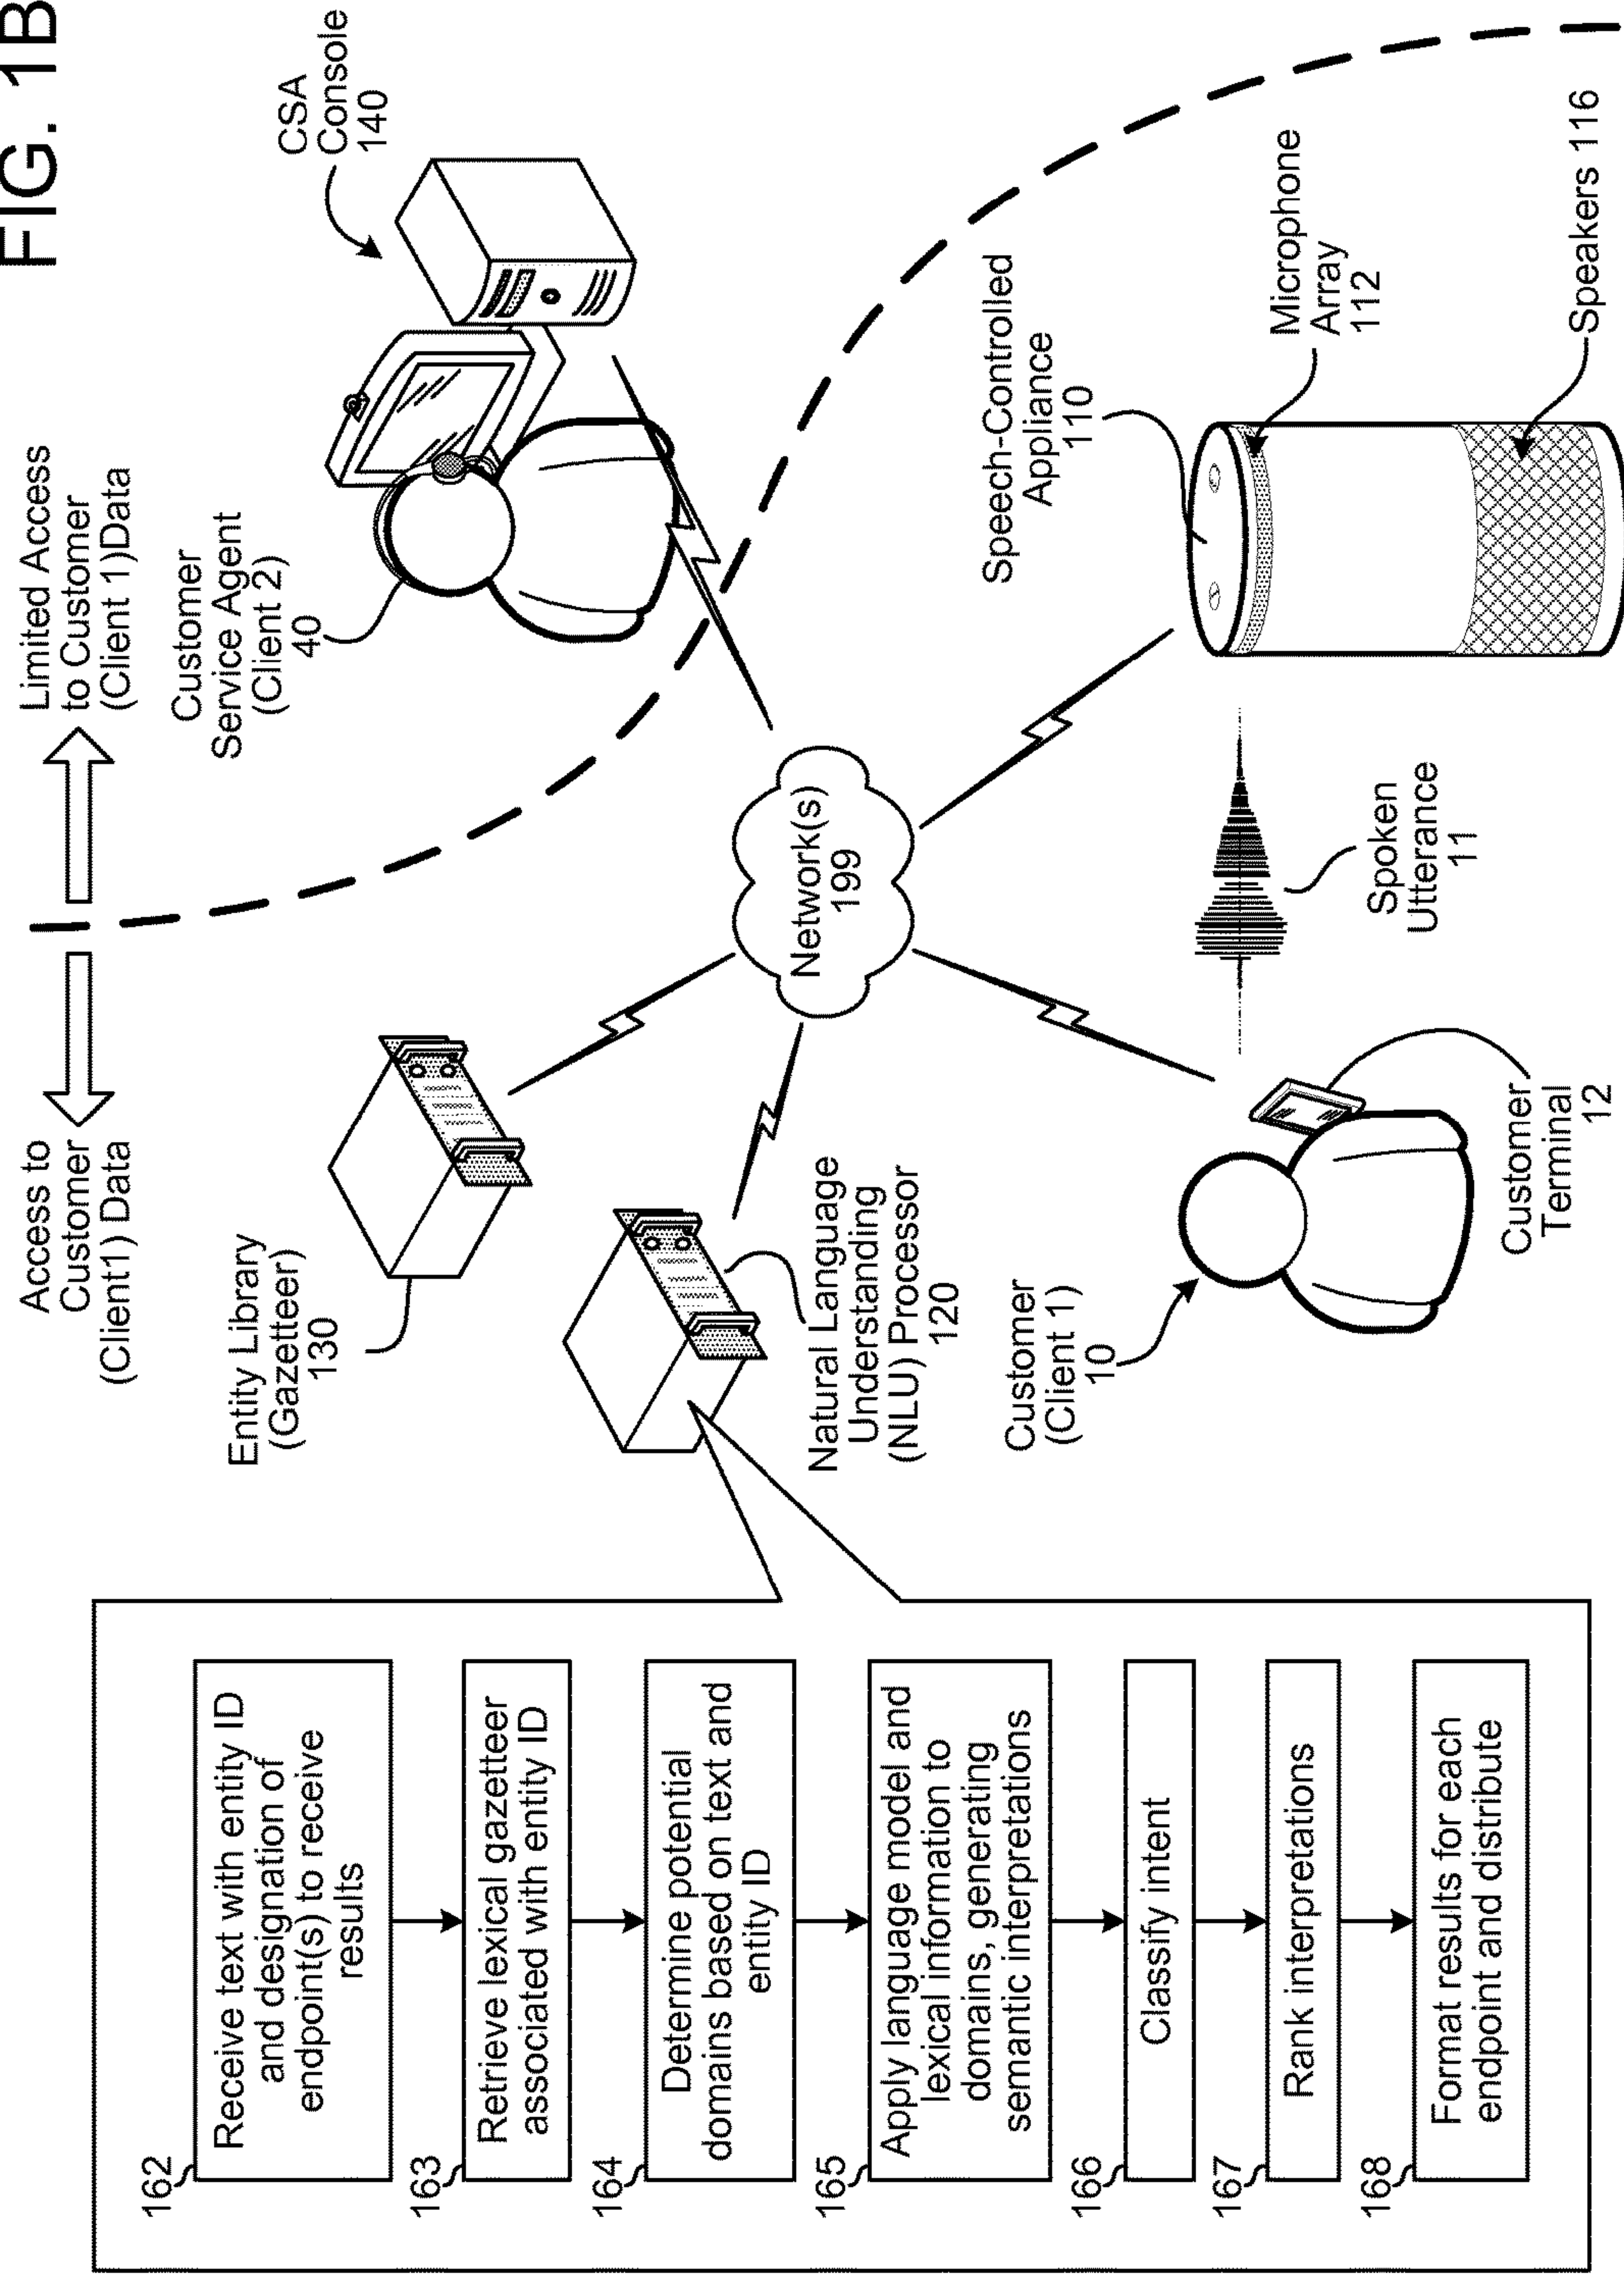 FIG. 1B
Access to
Customer
(Client1) Data
Limited Access
to Customer
(Client 1)Data
162
Receive text with entity ID
and designation of
endpoint(s) to receive
results
163
Retrieve lexical gazetteer
associated with entity ID
164
Determine potential
domains based on text and
entity ID
165
Apply language model and
lexical information to
domains, generating
semantic interpretations
166
Classify intent
167
Rank interpretations
168
Format results for each
endpoint and distribute
Entity Library
(Gazetteer)
130
Natural Language
Understanding
(NLU) Processor
120
Customer
Service Agent
(Client 2)
40
CSA
Console
140
Network(s)
199
Customer
(Client 1)
10
Customer
Terminal
12
Spoken
Utterance
11
Speech-Controlled
Appliance
110
Microphone
Array
112
Speakers 116